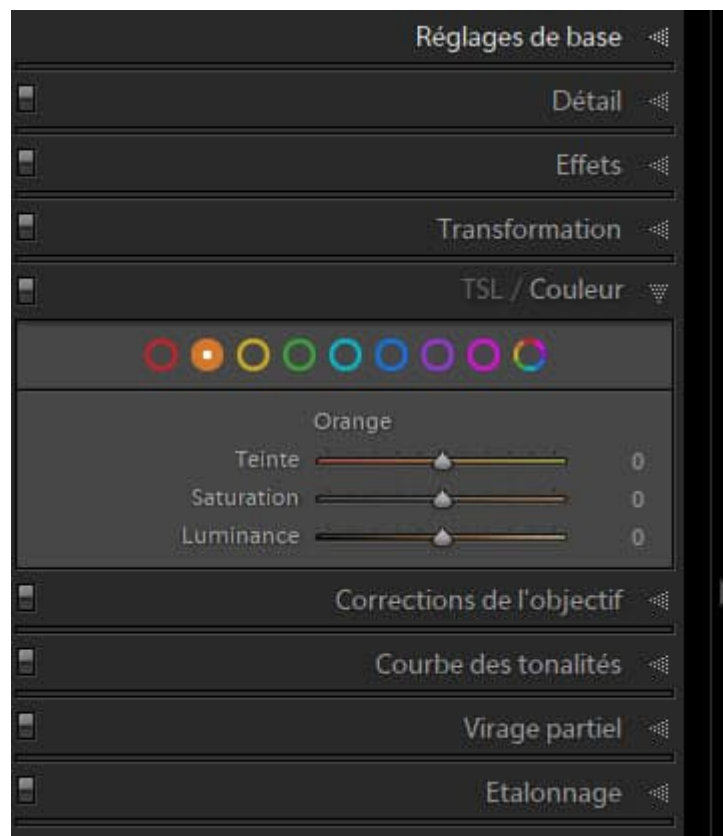 Réglages de base
Détail
Effets
Transformation
TSL / Couleur
Orange
Teinte 0
Saturation 0
Luminance 0
Corrections de l'objectif
Courbe des tonalités
Virage partiel
Etalonnage